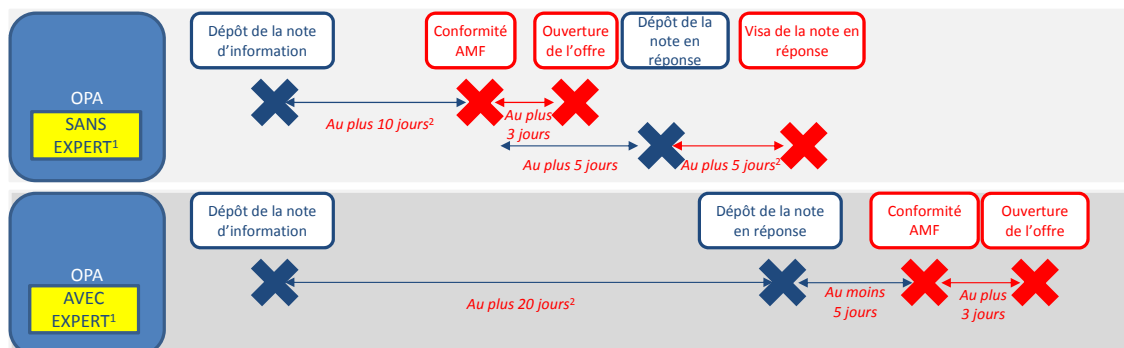 Dépôt de la note
d’information
Conformité
AMF
Ouverture
de l’offre
Dépôt de la
note en
réponse
Visa de la note en
réponse
OPA
SANS
EXPERT¹
Au plus 10 jours²
Au plus
3 jours
Au plus 5 jours
Au plus 5 jours²
Dépôt de la note
d’information
Dépôt de la note
en réponse
Conformité
AMF
Ouverture
de l’offre
OPA
AVEC
EXPERT¹
Au plus 20 jours²
Au moins
5 jours
Au plus
3 jours